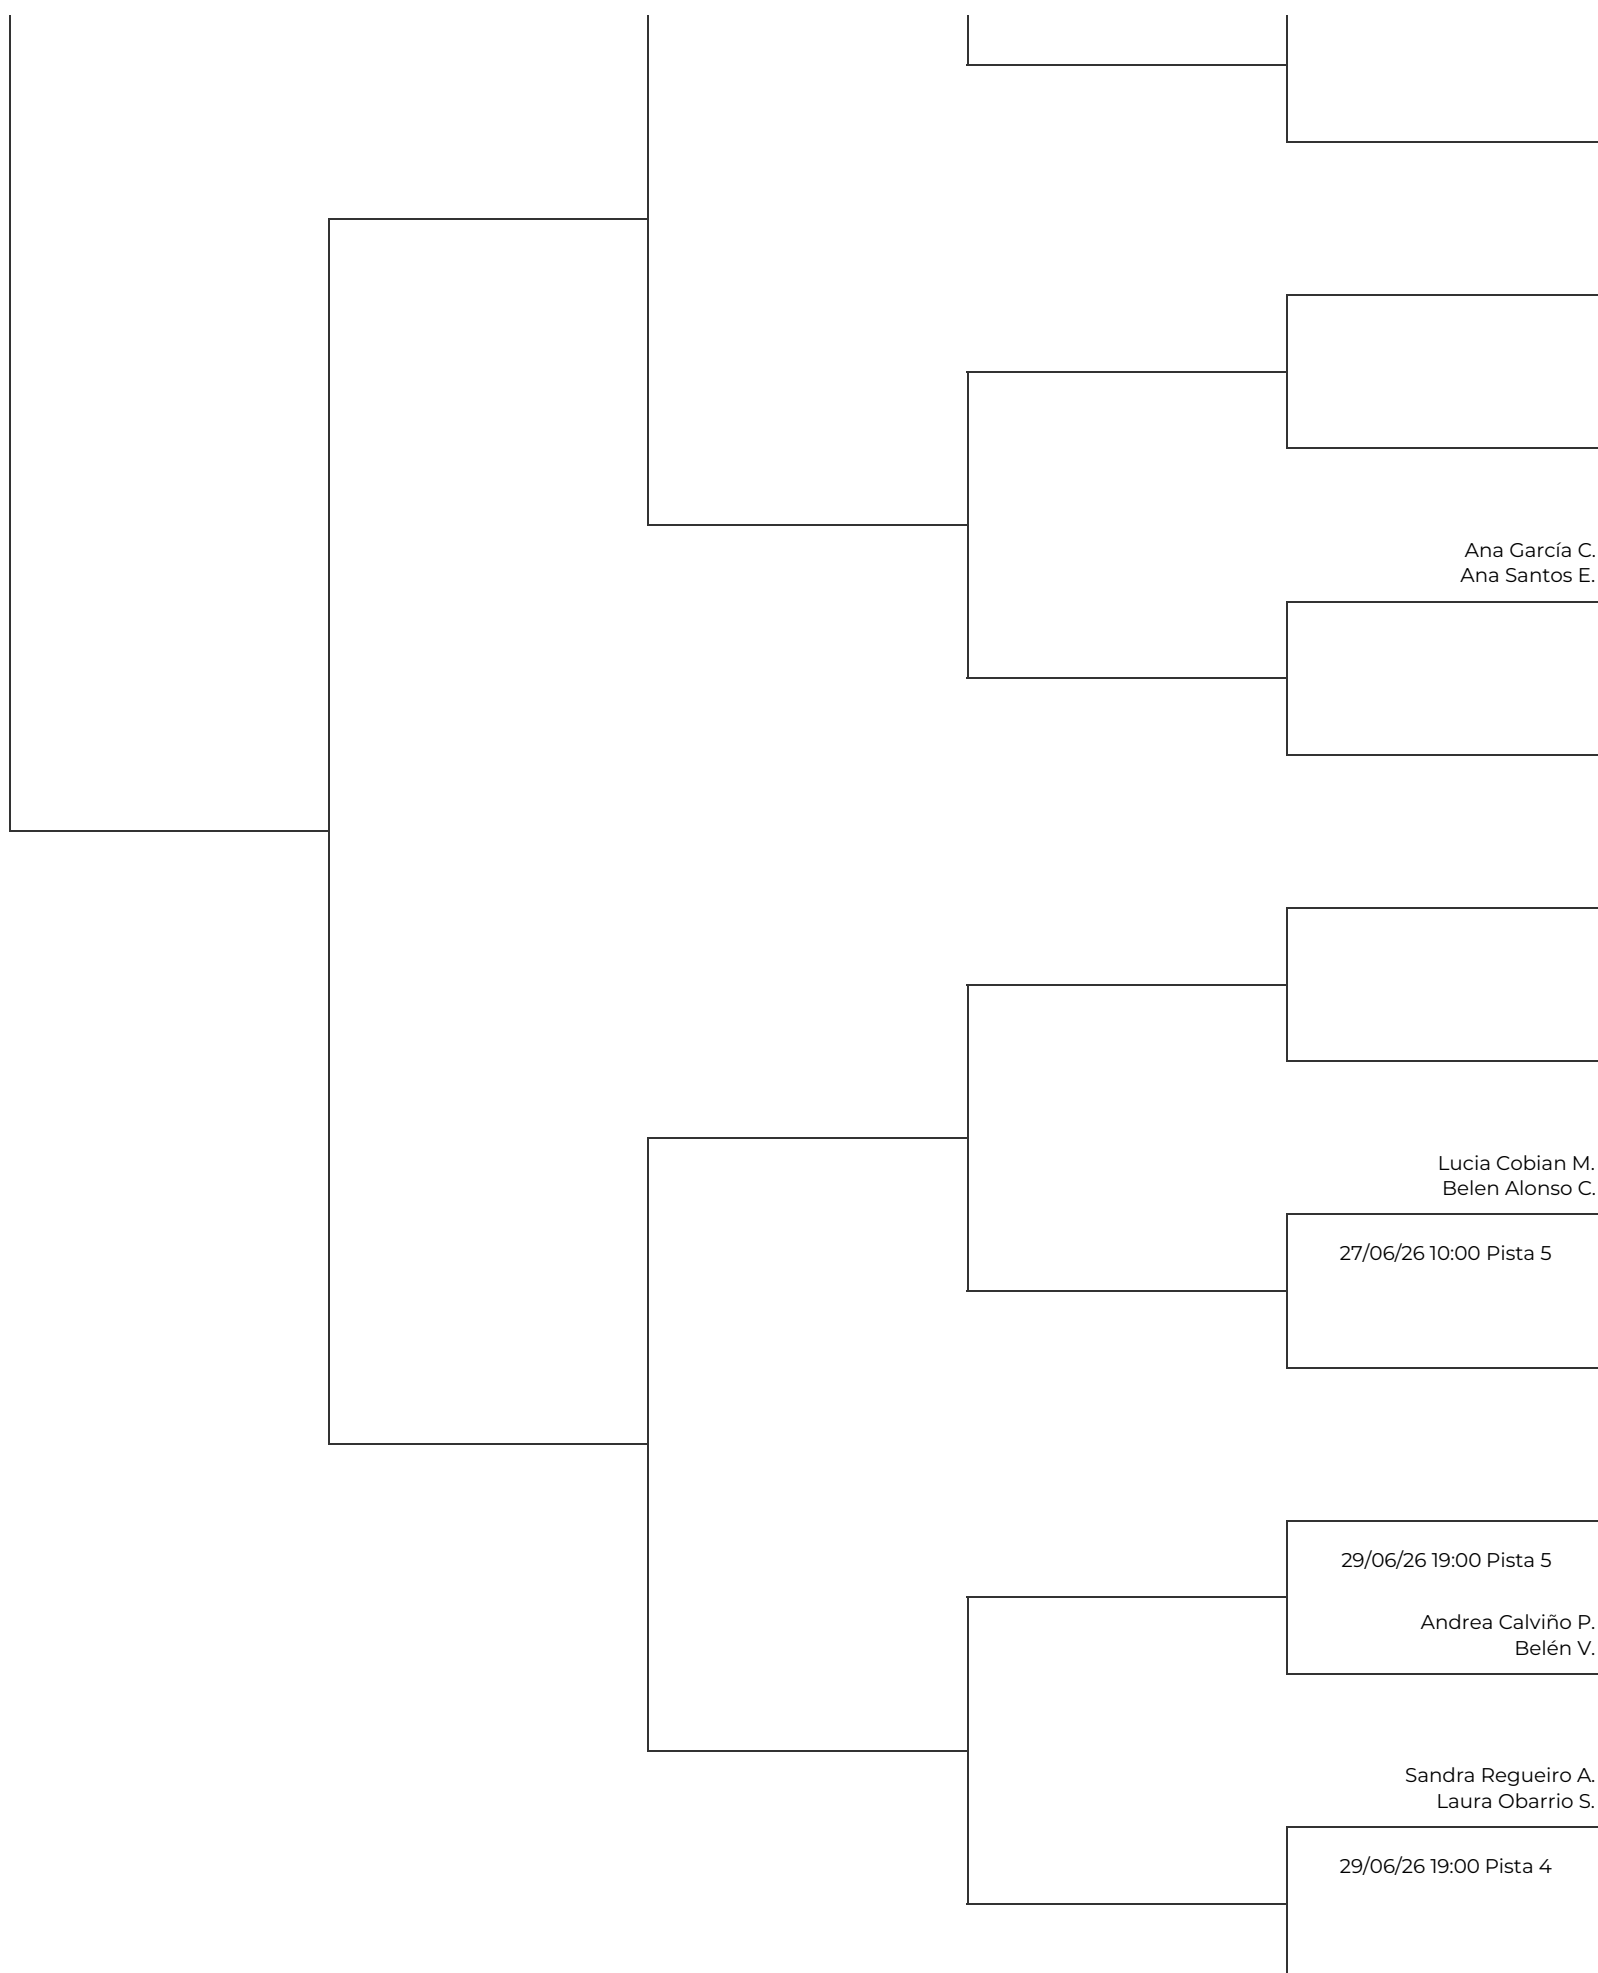 Ana García C.
Ana Santos E.
Lucia Cobian M.
Belen Alonso C.
27/06/26 10:00 Pista 5
29/06/26 19:00 Pista 5
Andrea Calviño P.
Belén V.
Sandra Regueiro A.
Laura Obarrio S.
29/06/26 19:00 Pista 4